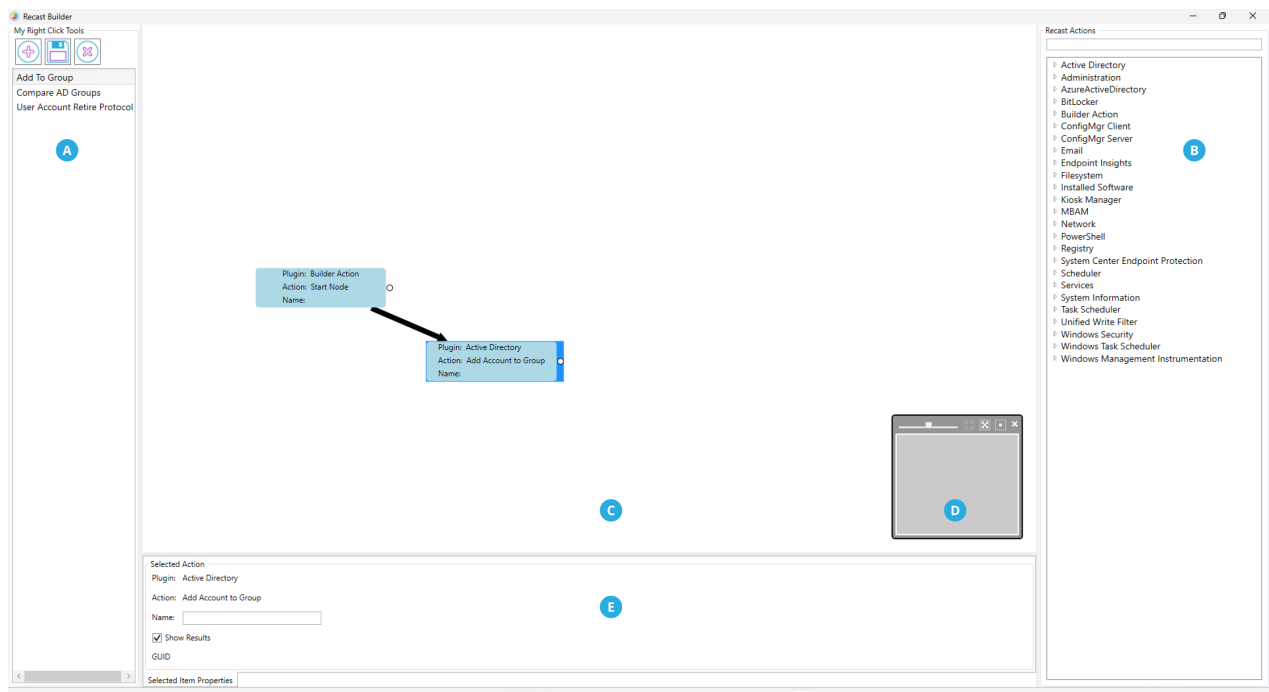 Recast Builder
My Right Click Tools
Add To Group
Compare AD Groups
User Account Retire Protocol
A
Plugin: Builder Action
Action: Start Node
Name:
Plugin: Active Directory
Action: Add Account to Group
Name:
C
D
Selected Action
Plugin: Active Directory
Action: Add Account to Group
Name:
Show Results
GUID
E
Selected Item Properties
Recast Actions
Active Directory
Administration
AzureActiveDirectory
BitLocker
Builder Action
ConfigMgr Client
ConfigMgr Server
Email
Endpoint Insights
Filesystem
Installed Software
Kiosk Manager
MBAM
Network
PowerShell
Registry
System Center Endpoint Protection
Scheduler
Services
System Information
Task Scheduler
Unified Write Filter
Windows Security
Windows Task Scheduler
Windows Management Instrumentation
B